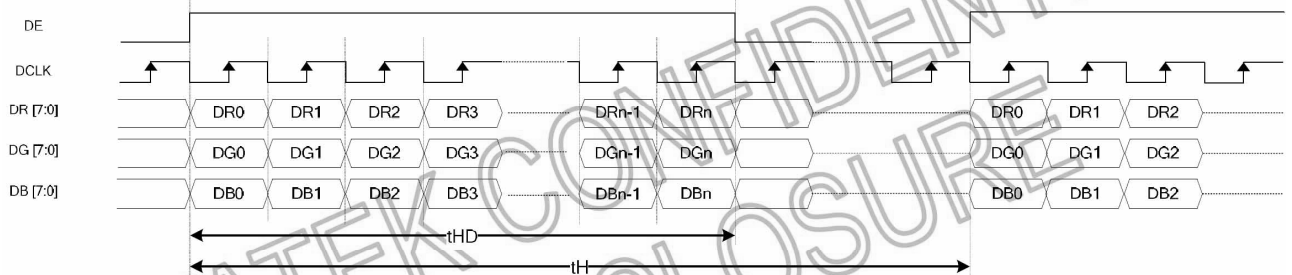 DE
DCLK
DR [7:0] DR0 DR1 DR2 DR3 DRn-1 DRn DR0 DR1 DR2
DG [7:0] DG0 DG1 DG2 DG3 DGn-1 DGn DG0 DG1 DG2
DB [7:0] DB0 DB1 DB2 DB3 DBn-1 DBn DB0 DB1 DB2
tHD
tH